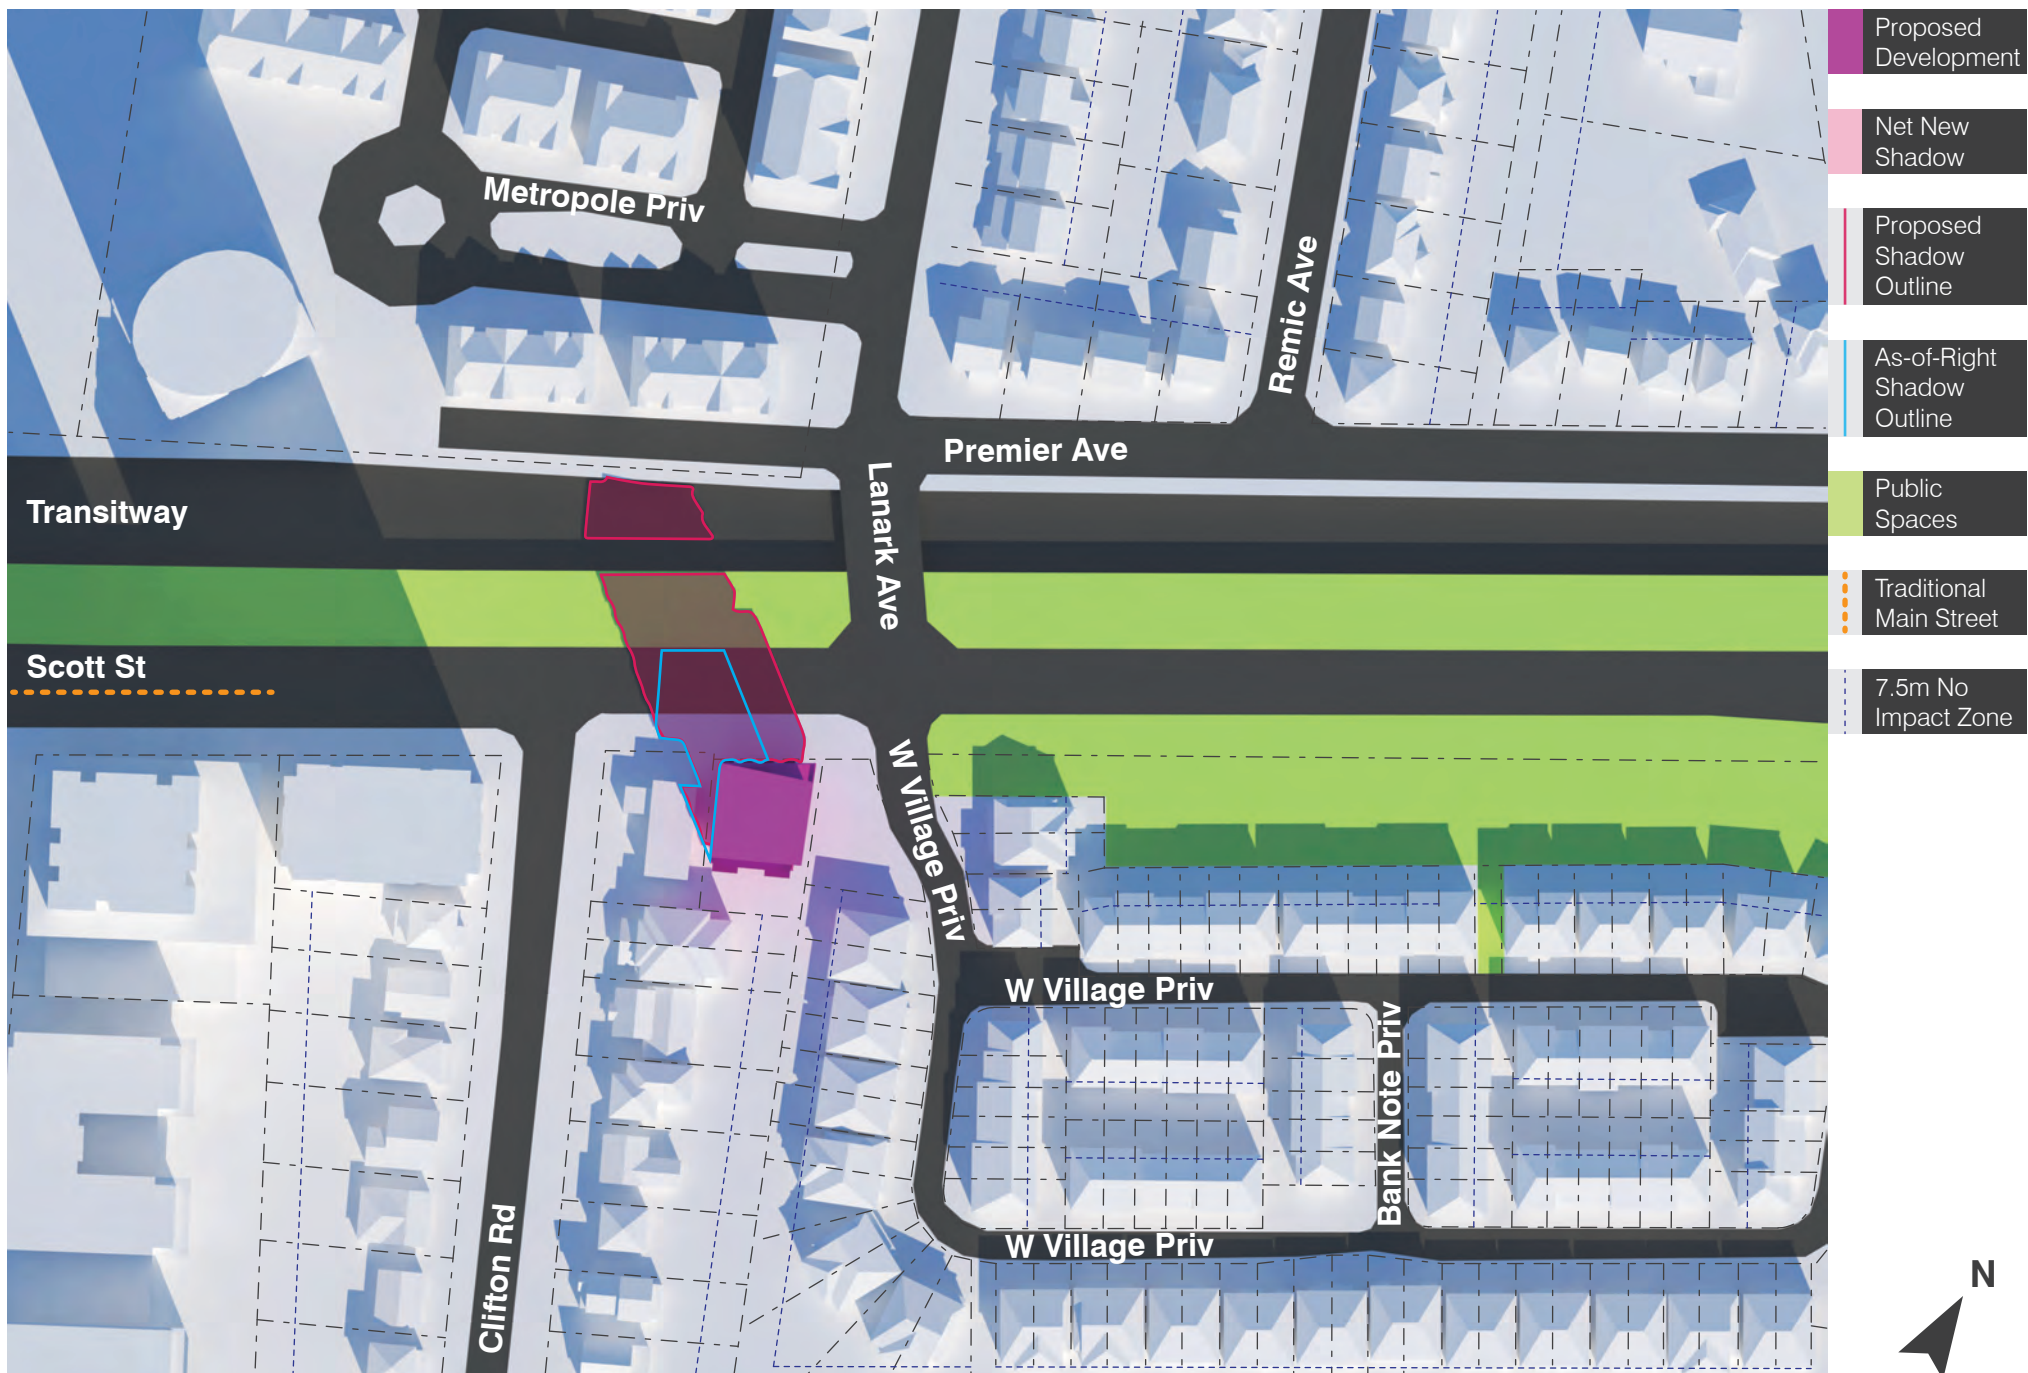 Metropole Priv
Remic Ave
Premier Ave
Lanark Ave
Transitway
Scott St
W Village Priv
W Village Priv
Bank Note Priv
W Village Priv
Clifton Rd
Proposed
Development
Net New
Shadow
Proposed
Shadow
Outline
As-of-Right
Shadow
Outline
Public
Spaces
Traditional
Main Street
7.5m No
Impact Zone
N